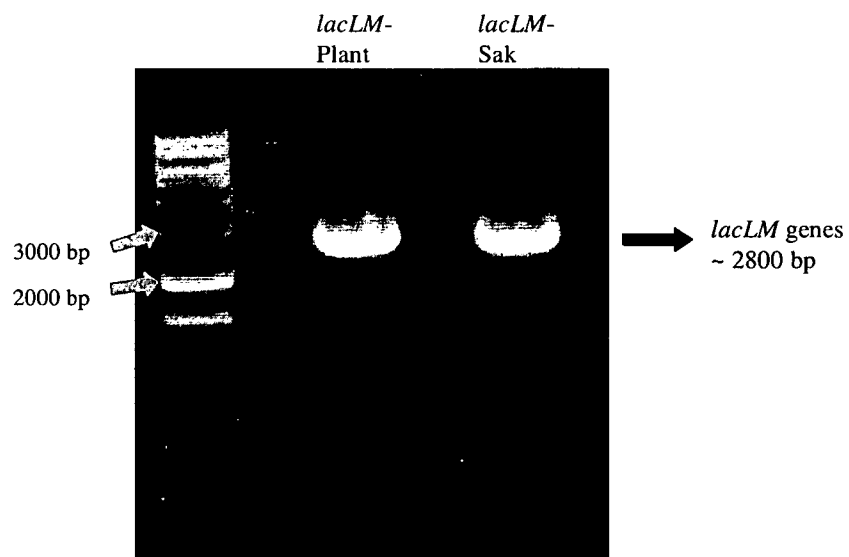 lacLM-
Plant
lacLM-
Sak
3000 bp
2000 bp
lacLM genes
~ 2800 bp